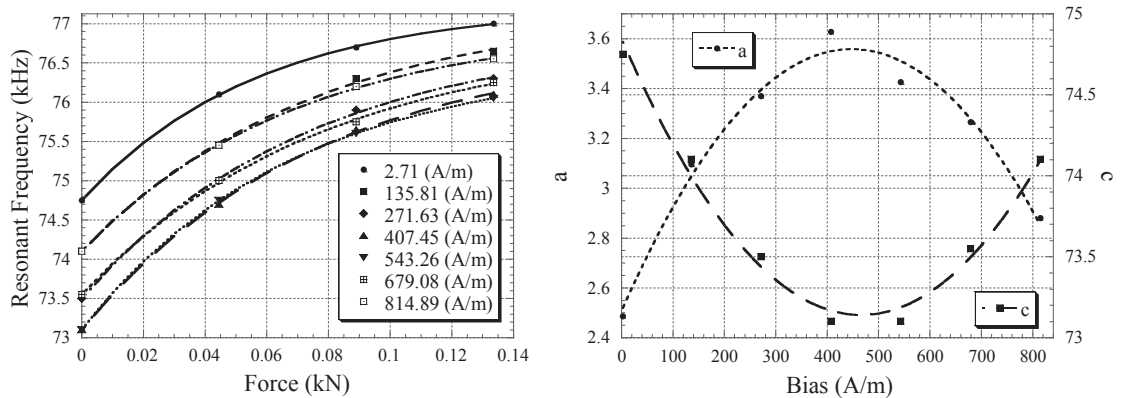 77
76.5
76
75.5
75
74.5
74
73.5
73
Resonant Frequency (kHz)
2.71 (A/m)
135.81 (A/m)
271.63 (A/m)
407.45 (A/m)
543.26 (A/m)
679.08 (A/m)
814.89 (A/m)
0 0.02 0.04 0.06 0.08 0.1 0.12 0.14
Force (kN)
3.6
3.4
3.2
3
2.8
2.6
2.4
a
a
c
75
74.5
74
73.5
73
c
0 100 200 300 400 500 600 700 800
Bias (A/m)